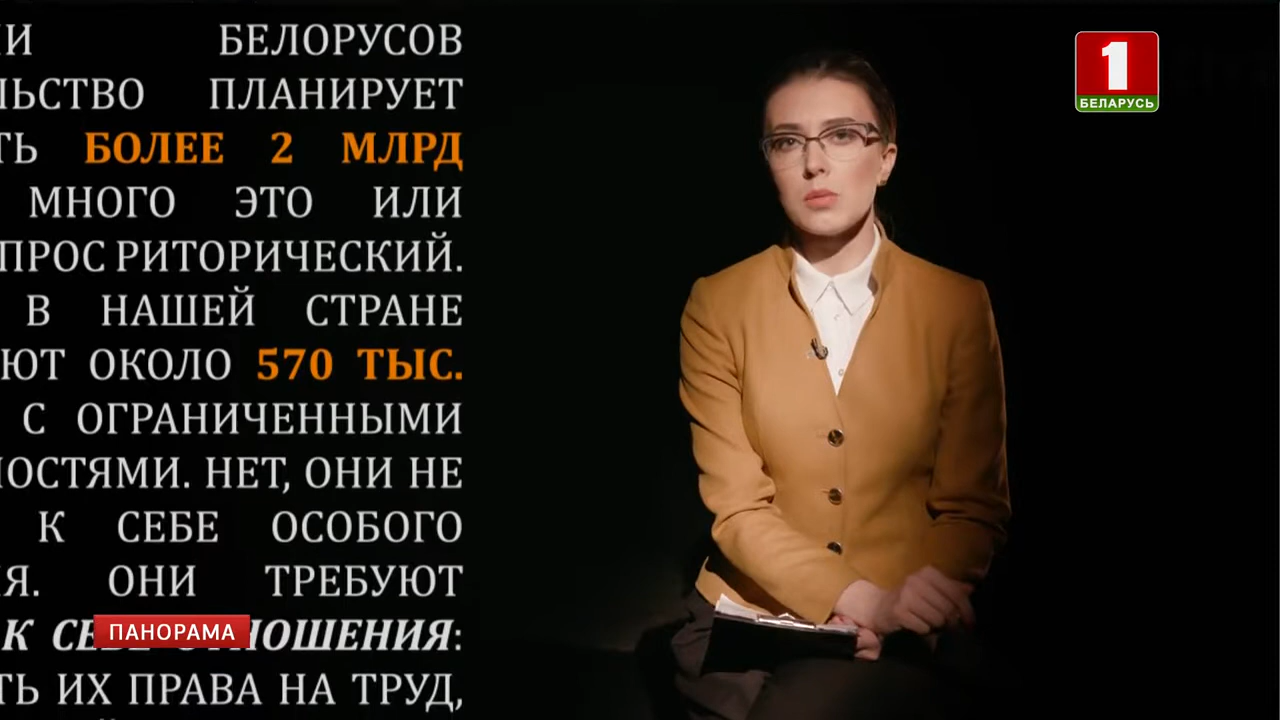 И БЕЛОРУСОВ
ЛЬСТВО ПЛАНИРУЕТ
ТЬ БОЛЕЕ 2 МЛРД
МНОГО ЭТО ИЛИ
ПРОС РИТОРИЧЕСКИЙ.
В НАШЕЙ СТРАНЕ
ЮТ ОКОЛО 570 ТЫС.
С ОГРАНИЧЕННЫМИ
ОСТЯМИ. НЕТ, ОНИ НЕ
К СЕБЕ ОСОБОГО
Я. ОНИ ТРЕБУЮТ
К СЕБЕ ОТНОШЕНИЯ:
ТЬ ИХ ПРАВА НА ТРУД,
ПАНОРАМА
1
БЕЛАРУСЬ